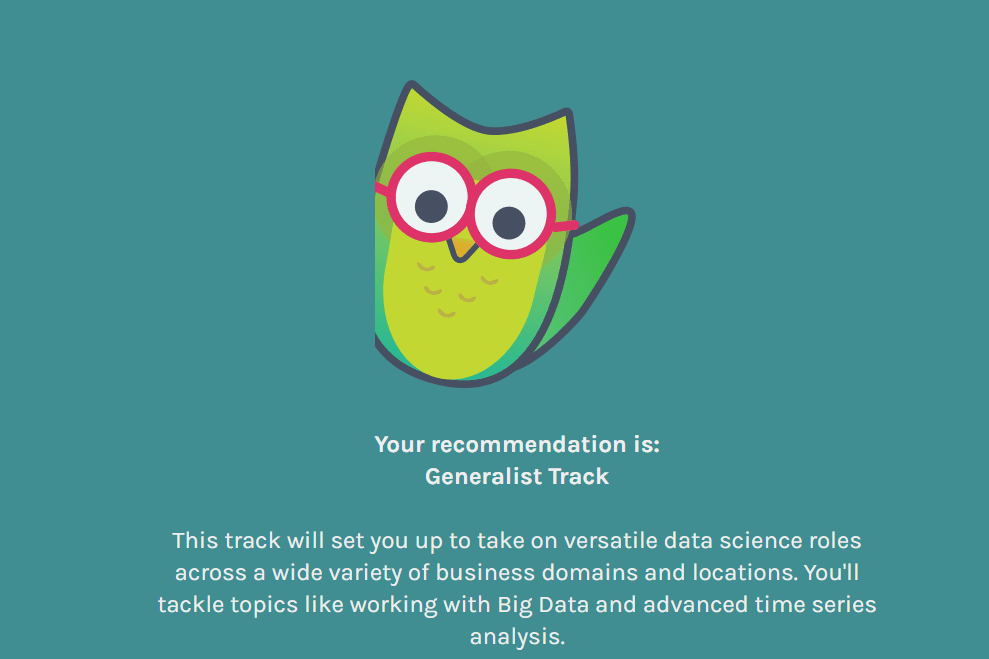 Your recommendation is:
Generalist Track
This track will set you up to take on versatile data science roles
across a wide variety of business domains and locations. You'll
tackle topics like working with Big Data and advanced time series
analysis.